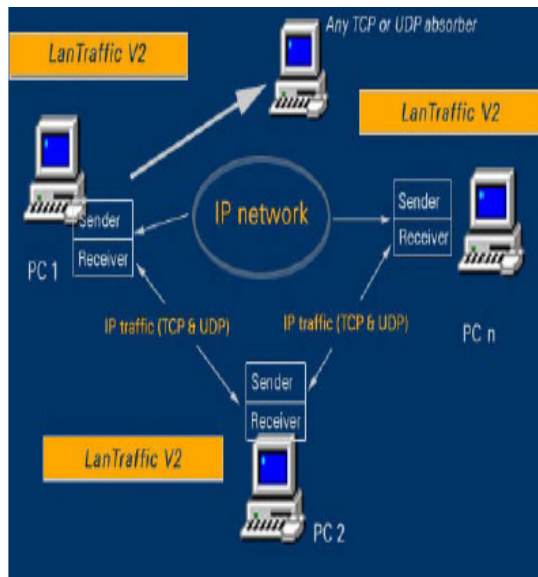 Any TCP or UDP absorber
LanTraffic V2
LanTraffic V2
Sender
Receiver
PC 1
IP network
Sender
Receiver
PC n
IP traffic (TCP & UDP)
IP traffic (TCP & UDP)
Sender
Receiver
LanTraffic V2
PC 2